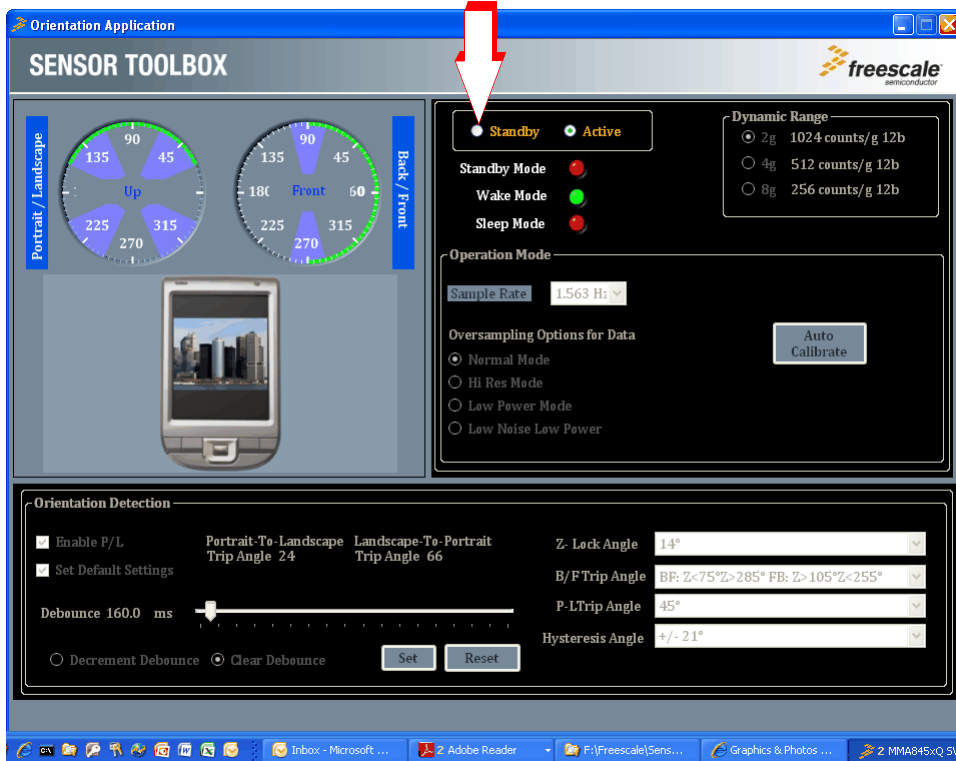 Orientation Application
SENSOR TOOLBOX
freescale
semiconductor
Portrait / Landscape
90
135
45
Up
225
315
270
90
135
45
180
Front
60
225
315
270
Back / Front
Standby
Active
Standby Mode
Wake Mode
Sleep Mode
Dynamic Range
2g 1024 counts/g 12b
4g 512 counts/g 12b
8g 256 counts/g 12b
Operation Mode
Sample Rate
1.563 Hz
Oversampling Options for Data
Normal Mode
Hi Res Mode
Low Power Mode
Low Noise Low Power
Auto
Calibrate
Orientation Detection
Enable P/L
Set Default Settings
Portrait-To-Landscape
Trip Angle 24
Landscape-To-Portrait
Trip Angle 66
Debounce 160.0 ms
Decrement Debounce
Clear Debounce
Set
Reset
Z- Lock Angle
14°
B/F Trip Angle
BF: Z<75°Z>285° FB: Z>105°Z<255°
P-LTrip Angle
45°
Hysteresis Angle
+/- 21°
Inbox - Microsoft ...
2 Adobe Reader
F:\Freescale\Sens...
Graphics & Photos ...
2 MMA845xQ